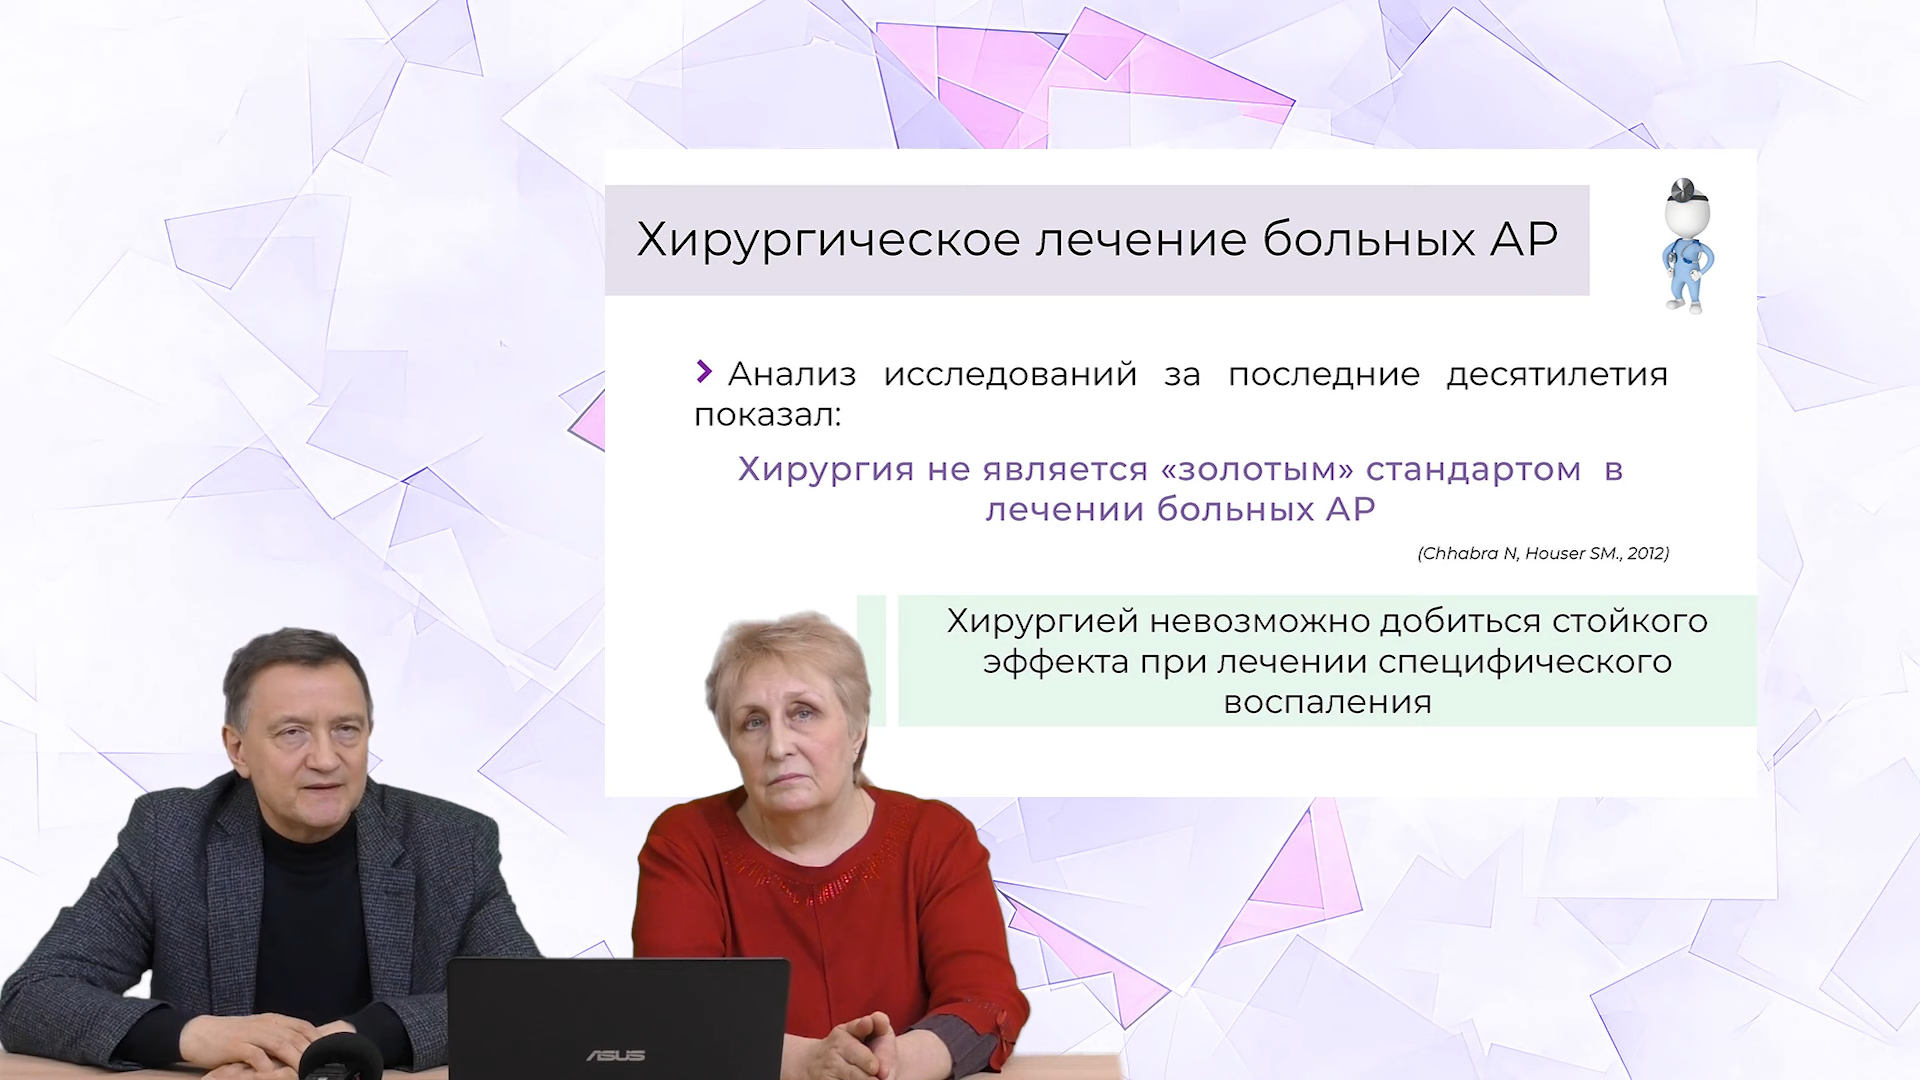 Хирургическое лечение больных АР
Анализ исследований за последние десятилетия
показал:
Хирургия не является «золотым» стандартом в
лечении больных АР
(Chhabra N, Houser SM., 2012)
Хирургией невозможно добиться стойкого
эффекта при лечении специфического
воспаления
ASUS